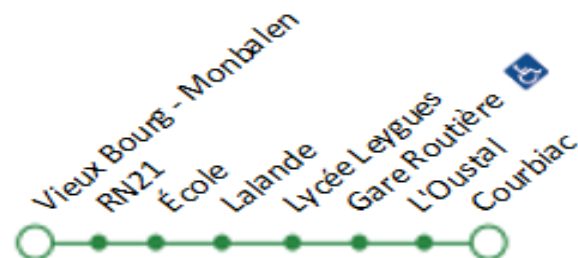 Vieux Bourg - Monbalen
RN21
École
Lalande
Lycée Leygues
Gare Routière
L'Oustal
Courbiac